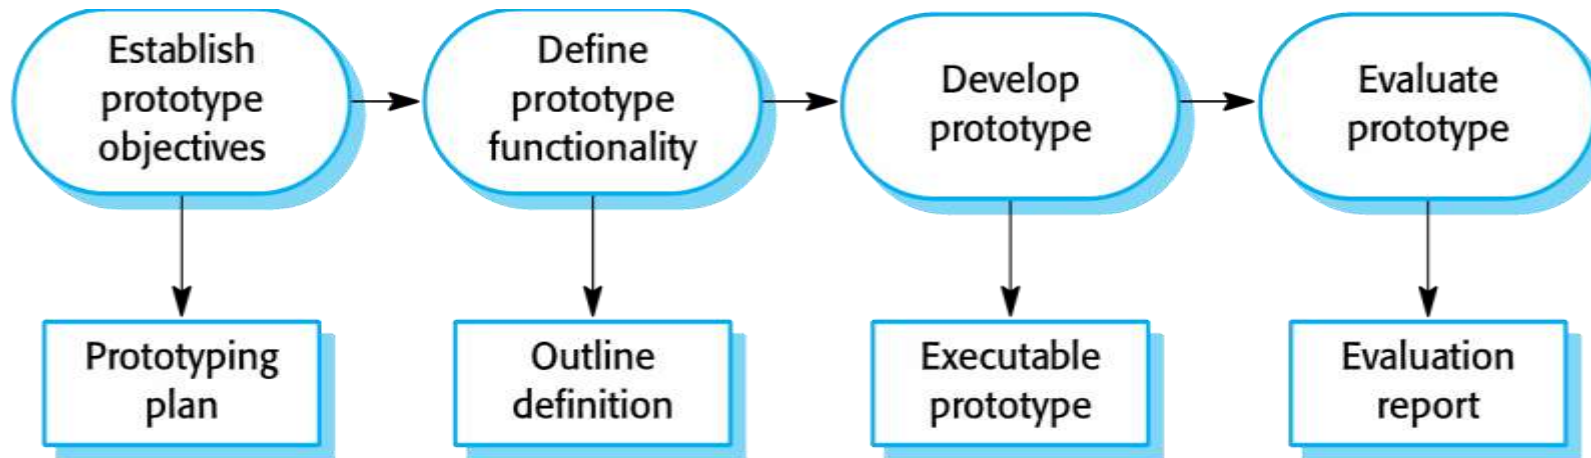 Establish
prototype
objectives
Define
prototype
functionality
Develop
prototype
Evaluate
prototype
Prototyping
plan
Outline
definition
Executable
prototype
Evaluation
report